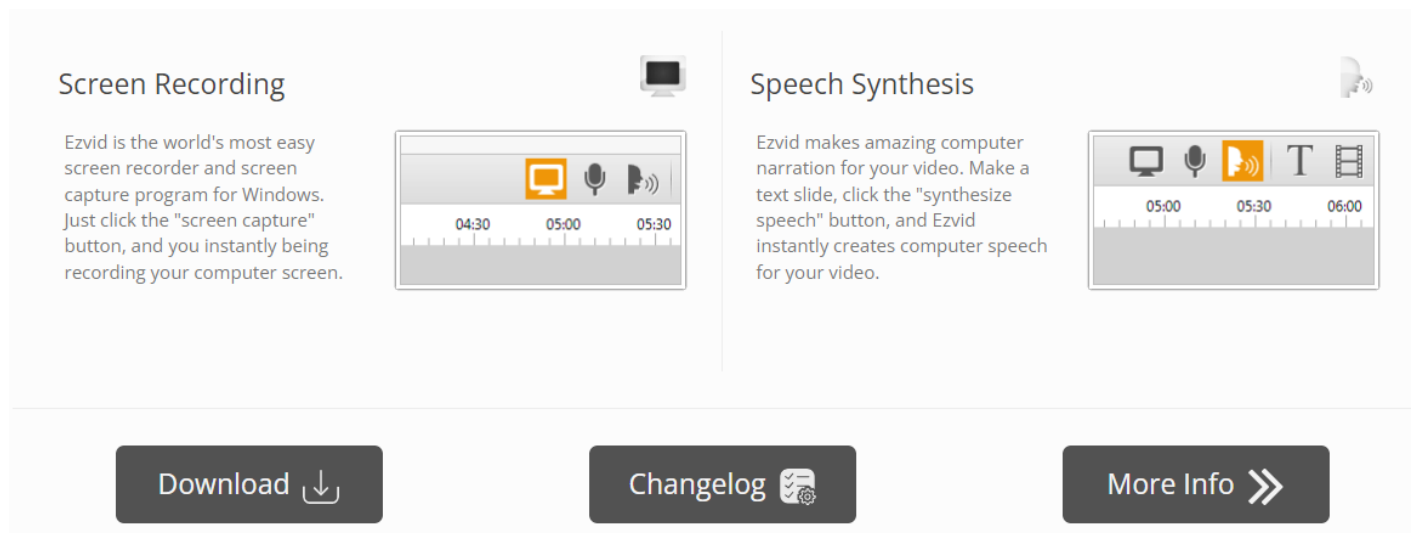 Screen Recording
Ezvid is the world's most easy
screen recorder and screen
capture program for Windows.
Just click the "screen capture"
button, and you instantly being
recording your computer screen.
04:30 05:00 05:30
Speech Synthesis
Ezvid makes amazing computer
narration for your video. Make a
text slide, click the "synthesize
speech" button, and Ezvid
instantly creates computer speech
for your video.
T
05:00 05:30 06:00
Download
Changelog
More Info